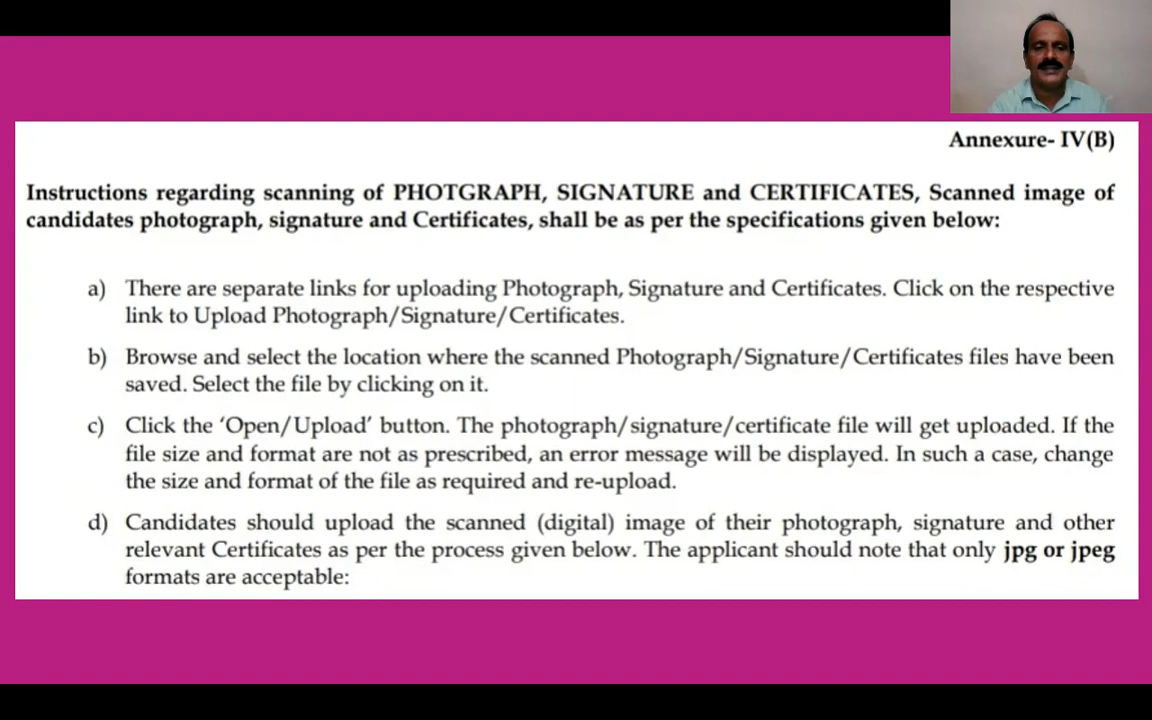 Annexure- IV(B)
Instructions regarding scanning of PHOTGRAPH, SIGNATURE and CERTIFICATES, Scanned image of
candidates photograph, signature and Certificates, shall be as per the specifications given below:
a) There are separate links for uploading Photograph, Signature and Certificates. Click on the respective
link to Upload Photograph/Signature/Certificates.
b) Browse and select the location where the scanned Photograph/Signature/Certificates files have been
saved. Select the file by clicking on it.
c) Click the ‘Open/Upload’ button. The photograph/signature/certificate file will get uploaded. If the
file size and format are not as prescribed, an error message will be displayed. In such a case, change
the size and format of the file as required and re-upload.
d) Candidates should upload the scanned (digital) image of their photograph, signature and other
relevant Certificates as per the process given below. The applicant should note that only jpg or jpeg
formats are acceptable: